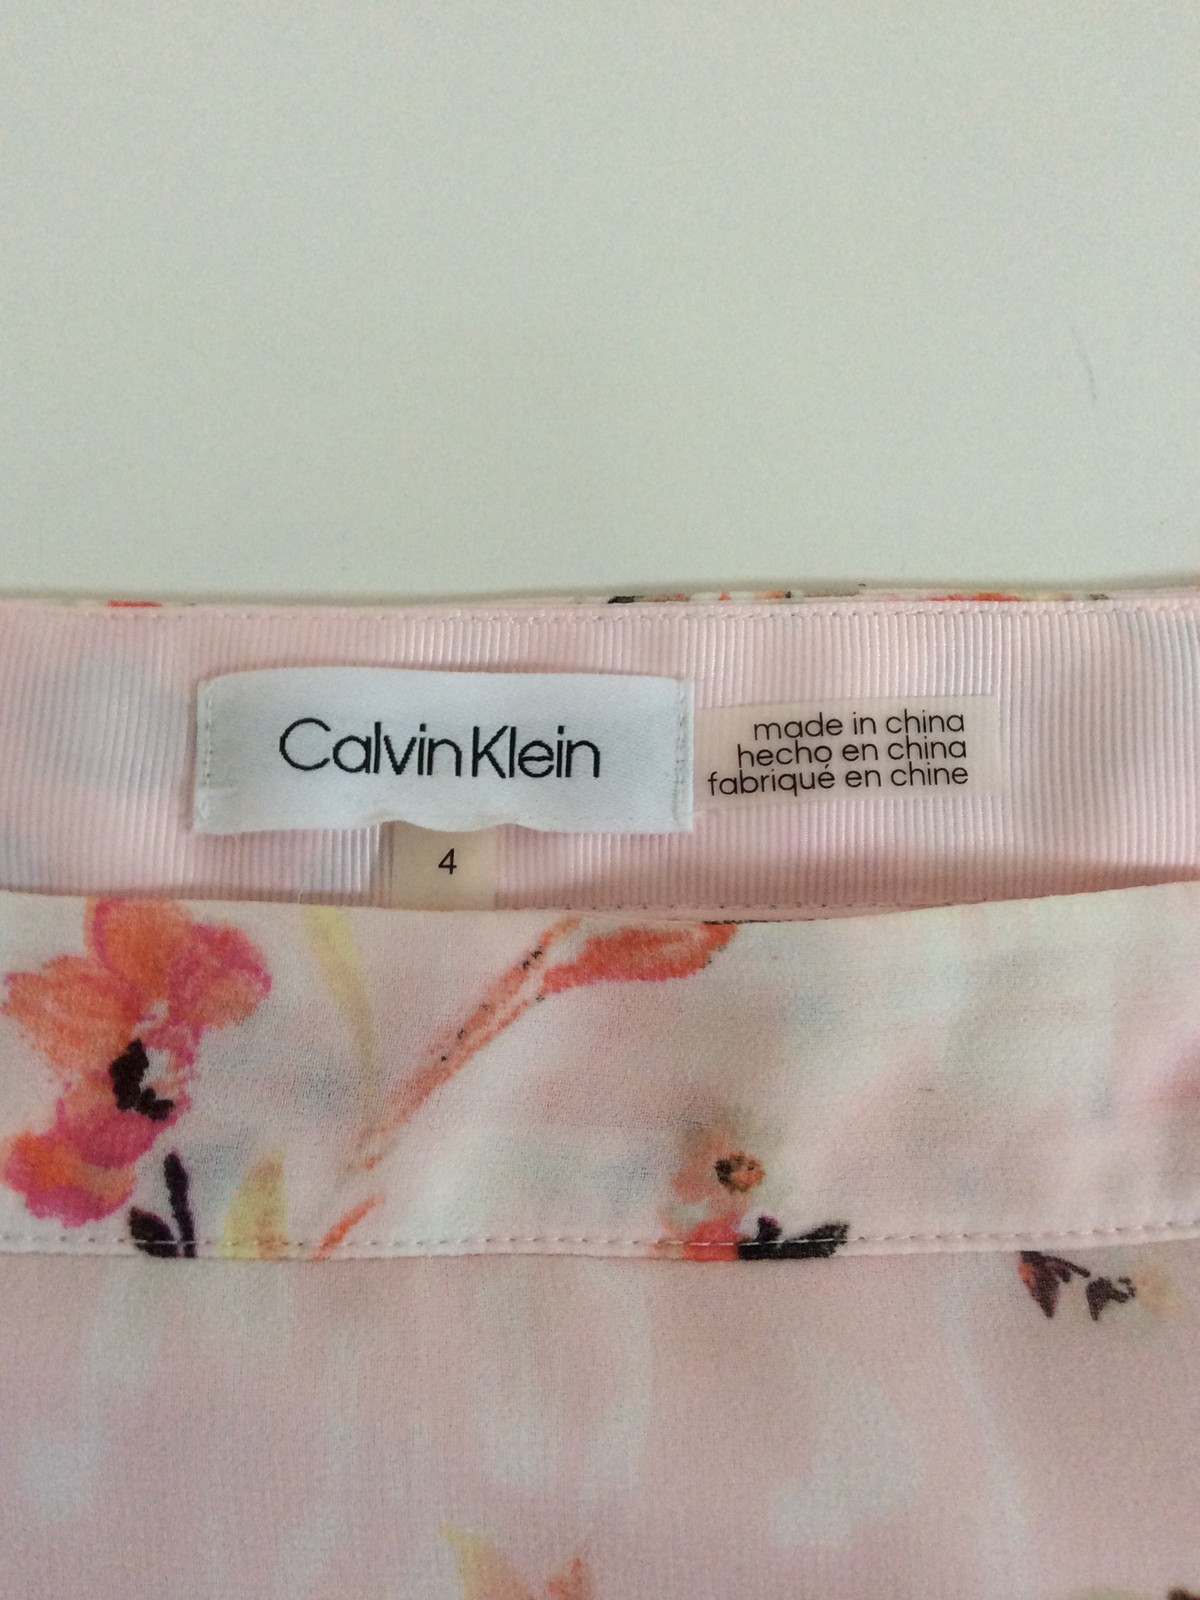 Calvin Klein
made in china
hecho en china
fabriqué en chine
4